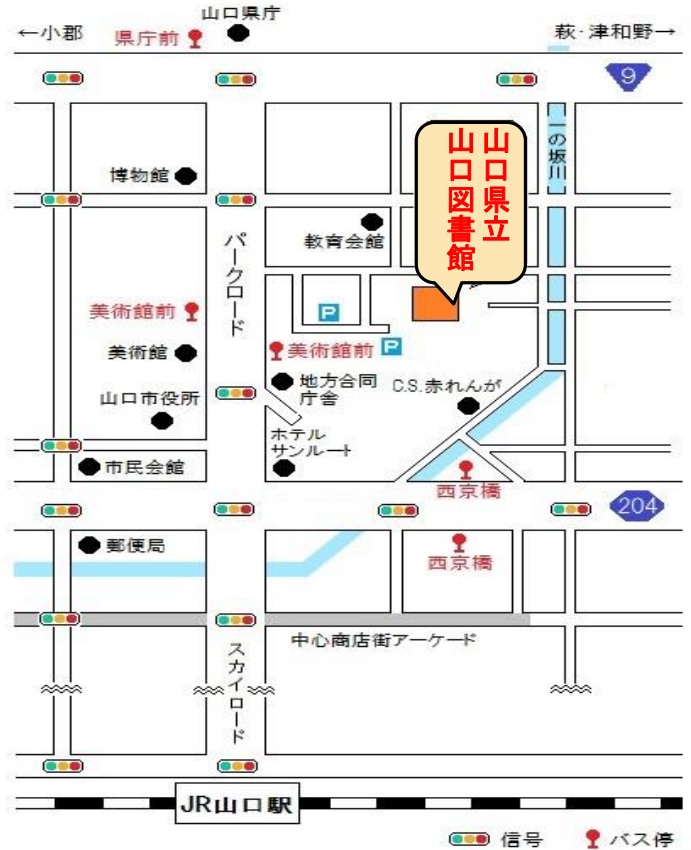 山口県庁
←小郡
県庁前
萩・津和野→
9
一の坂川
山口県立
山口図書館
博物館
教育会館
パークロード
美術館前
P
美術館前
P
美術館
地方合同
庁舎
C.S.赤れんが
山口市役所
ホテル
サンルート
市民会館
西京橋
204
郵便局
西京橋
中心商店街アーケード
スカイロード
JR山口駅
信号
バス停